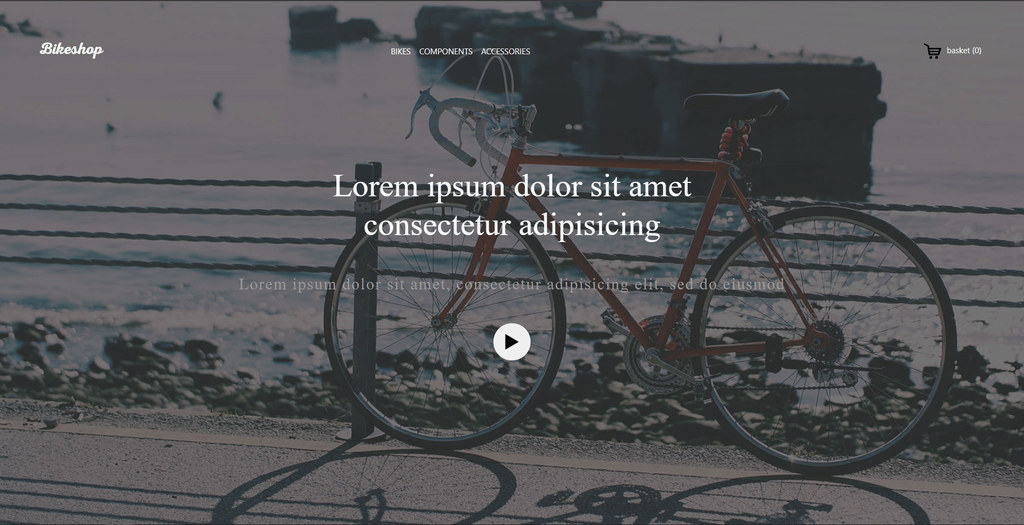 Bikeshop
BIKES COMPONENTS ACCESSORIES
basket (0)
Lorem ipsum dolor sit amet
consectetur adipisicing
Lorem ipsum dolor sit amet, consectetur adipisicing elit, sed do eiusmod